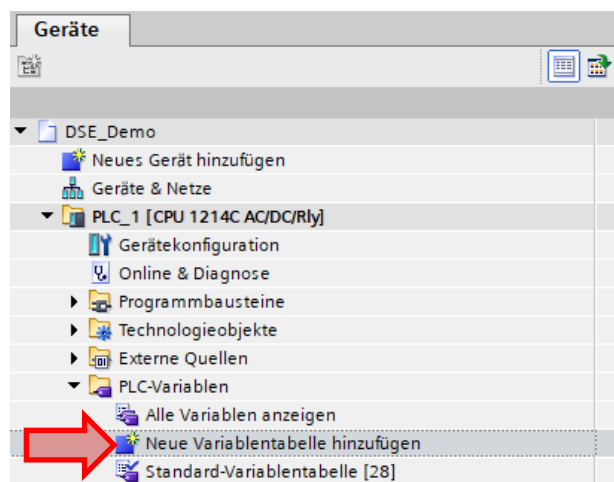 Geräte
DSE_Demo
Neues Gerät hinzufügen
Geräte & Netze
PLC_1 [CPU 1214C AC/DC/Rly]
Gerätekonfiguration
Online & Diagnose
Programmbausteine
Technologieobjekte
Externe Quellen
PLC-Variablen
Alle Variablen anzeigen
Neue Variablentabelle hinzufügen
Standard-Variablentabelle [28]